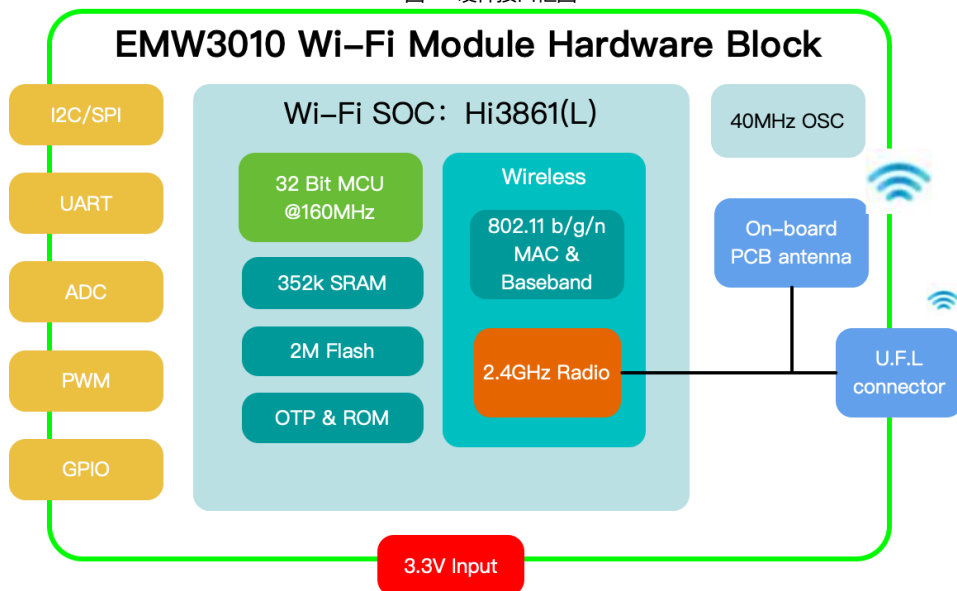 EMW3010 Wi-Fi Module Hardware Block
I2C/SPI
UART
ADC
PWM
GPIO
Wi-Fi SOC：Hi3861(L)
32 Bit MCU
@160MHz
352k SRAM
2M Flash
OTP & ROM
Wireless
802.11 b/g/n
MAC &
Baseband
2.4GHz Radio
40MHz OSC
On-board
PCB antenna
U.F.L
connector
3.3V Input